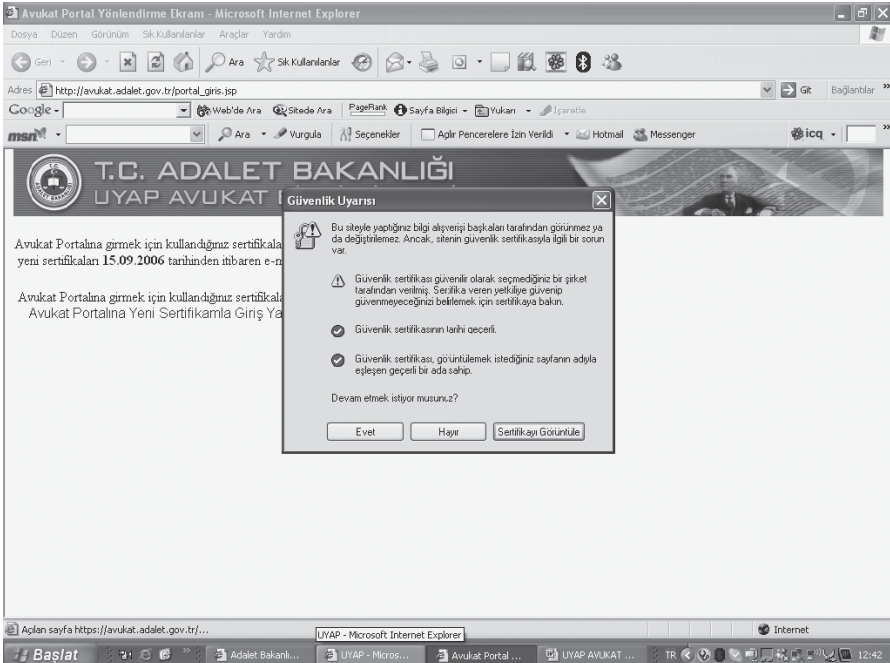 Avukat Portal Yönlendirme Ekranı - Microsoft Internet Explorer
Dosya Düzen Görünüm Sık Kullanılanlar Araçlar Yardım
Geri Ara Sık Kullanılanlar
Adres http://avukat.adalet.gov.tr/portal_giris.jsp Git Bağlantılar »
Google Web'de Ara Sitede Ara PageRank Sayfa Bilgisi Yukarı İşaretle
msn Ara Vurgula Seçenekler Açılır Pencerelere İzin Verildi Hotmail Messenger icq »
T.C. ADALET BAKANLIĞI
UYAP AVUKAT
Güvenlik Uyarısı
Bu siteyle yaptığınız bilgi alışverişi başkaları tarafından görünmez ya
da değiştirilemez. Ancak, sitenin güvenlik sertifikasıyla ilgili bir sorun
var.
Güvenlik sertifikası güvenilir olarak seçmediğiniz bir şirket
tarafından verilmiş. Sertifika veren yetkiliye güvenip
güvenmeyeceğinizi belirlemek için sertifikaya bakın.
Güvenlik sertifikasının tarihi geçerli.
Güvenlik sertifikası, görüntülemek istediğiniz sayfanın adıyla
eşleşen geçerli bir ada sahip.
Devam etmek istiyor musunuz?
Evet Hayır Sertifikayı Görüntüle
Avukat Portalına girmek için kullandığınız sertifikala
yeni sertifikaları 15.09.2006 tarihinden itibaren e-
Avukat Portalına girmek için kullandığınız sertifikala
Avukat Portalına Yeni Sertifikamla Giriş Ya
Açılan sayfa https://avukat.adalet.gov.tr/... Internet
UYAP - Microsoft Internet Explorer
Başlat » Adalet Bakanlı... UYAP - Micros... Avukat Portal ... UYAP AVUKAT ... TR 12:42